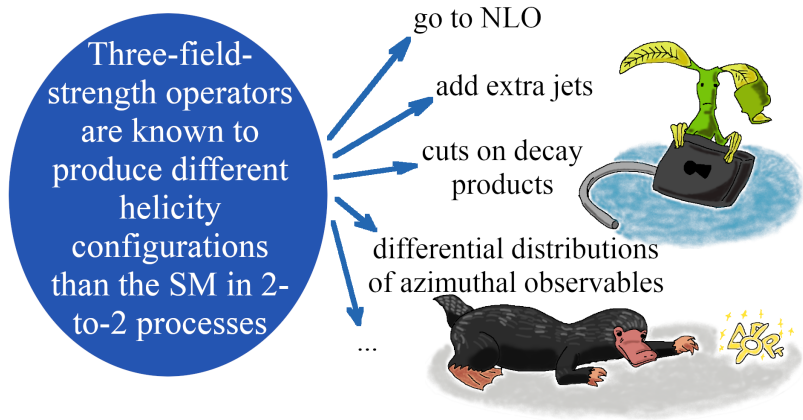 Three-field-
strength operators
are known to
produce different
helicity
configurations
than the SM in 2-
to-2 processes
go to NLO
add extra jets
cuts on decay
products
differential distributions
of azimuthal observables
...